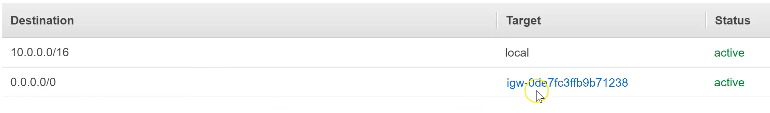 Destination Target Status
10.0.0.0/16 local active
0.0.0.0/0 igw-0de7fc3ffb9b71238 active